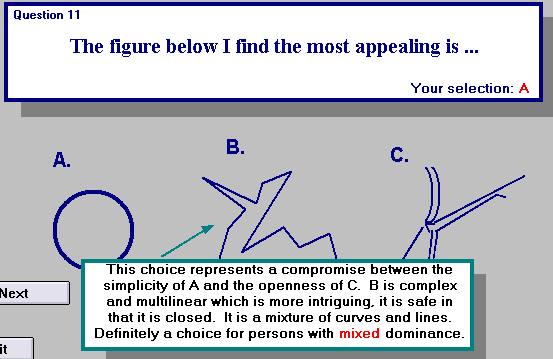 Question 11
The figure below I find the most appealing is ...
Your selection: A
A.
B.
C.
This choice represents a compromise between the
simplicity of A and the openness of C. B is complex
and multilinear which is more intriguing, it is safe in
that it is closed. It is a mixture of curves and lines.
Definitely a choice for persons with mixed dominance.
Next
it